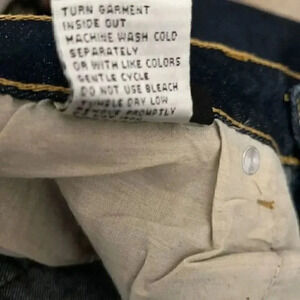 TURN GARMENT
INSIDE OUT
MACHINE WASH COLD
SEPARATELY
OR WITH LIKE COLORS
GENTLE CYCLE
DO NOT USE BLEACH
TUMBLE DRY LOW
REMOVE PROMPTLY